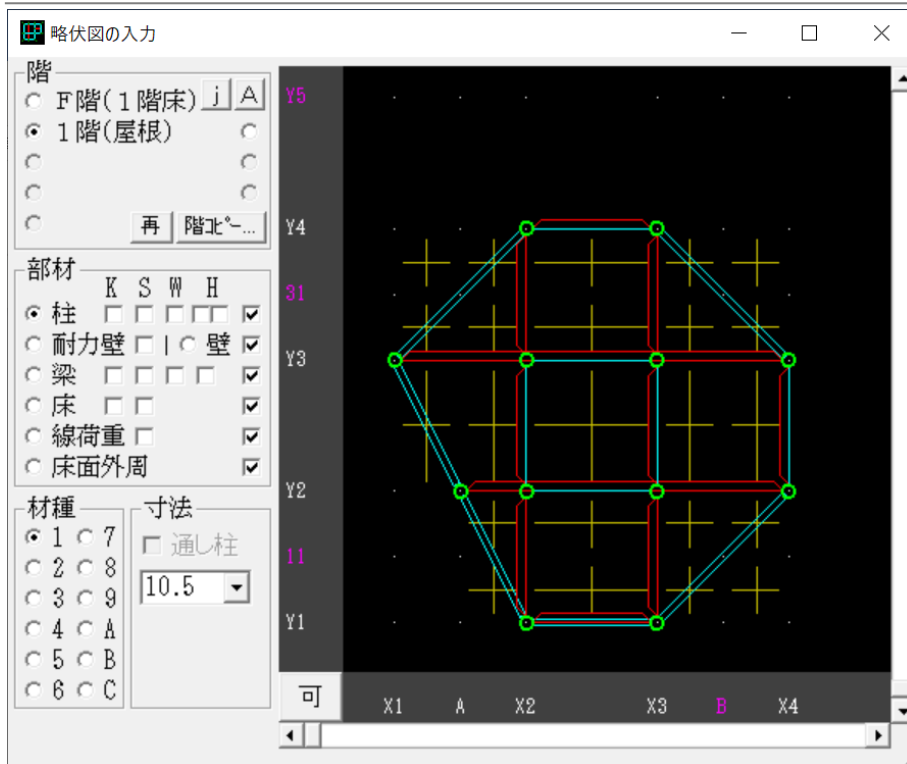 略伏図の入力
階
F階(1階床) j A
1階(屋根)
再 階ｺﾋﾟｰ...
部材
K S W H
柱
耐力壁 | 壁
梁
床
線荷重
床面外周
材種
1 7
2 8
3 9
4 A
5 B
6 C
寸法
通し柱
10.5
Y5
Y4
31
Y3
Y2
11
Y1
可
X1 A X2 X3 B X4